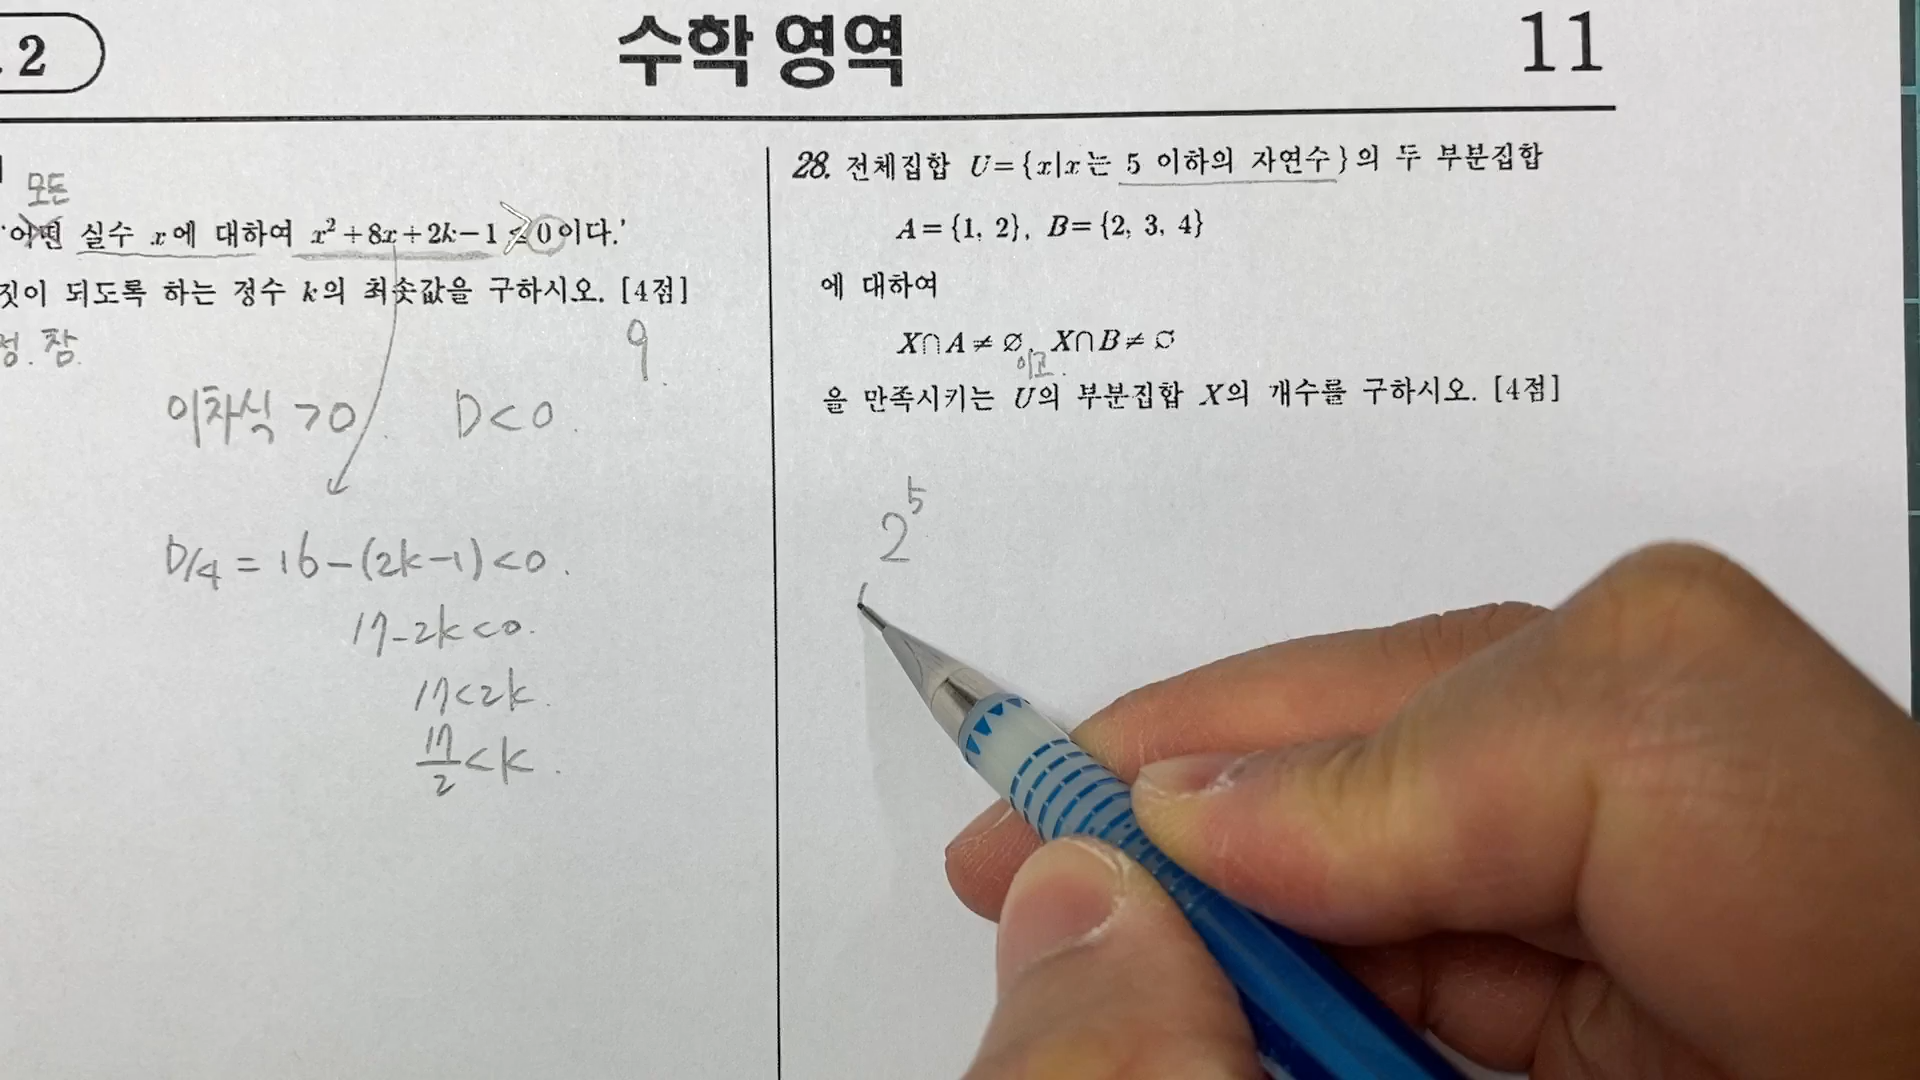 . 2
수학 영역
11
모든
'어떤 실수 x에 대하여 x²+8x+2k-1 > ≤ 0이다.'
짓이 되도록 하는 정수 k의 최솟값을 구하시오. [4점]
정. 참.
9.
이차식 >0. D<0.
D/4 = 16-(2k-1)<0.
17-2k<0.
17<2k.
17/2<k.
28. 전체집합 U={x|x는 5 이하의 자연수}의 두 부분집합
A={1, 2}, B={2, 3, 4}
에 대하여
X∩A≠∅, X∩B≠∅
이고.
을 만족시키는 U의 부분집합 X의 개수를 구하시오. [4점]
2⁵